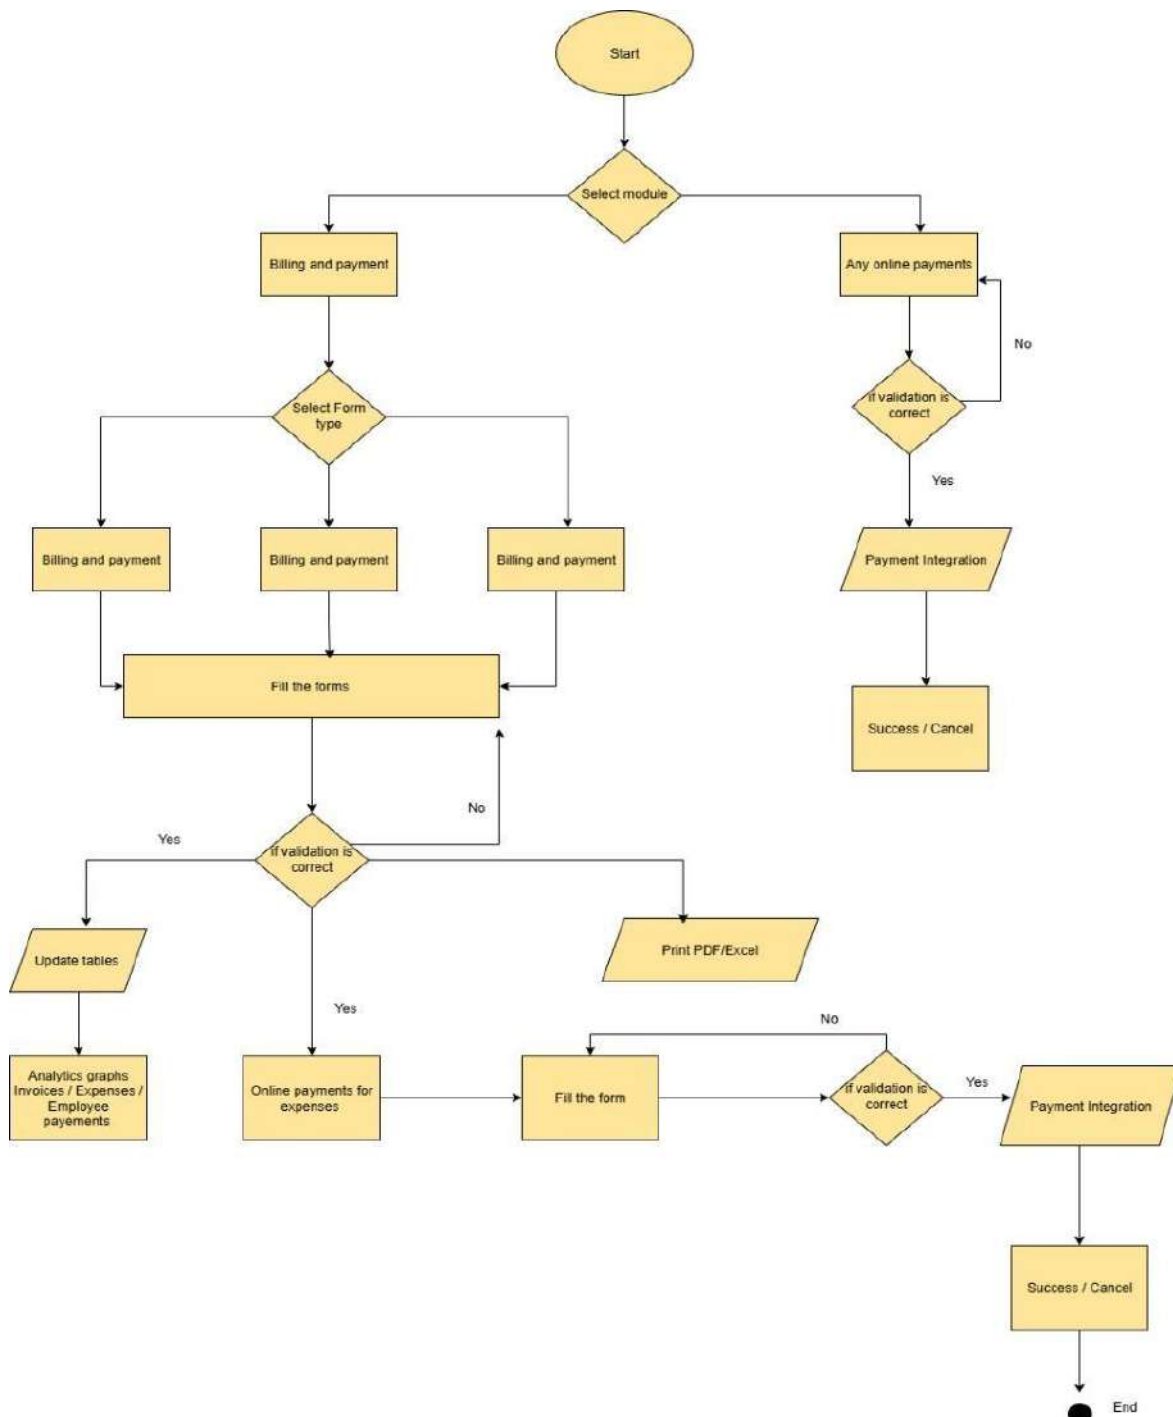 Start
Select module
Billing and payment
Any online payments
No
Select Form
type
If validation is
correct
Yes
Billing and payment
Billing and payment
Billing and payment
Payment Integration
Fill the forms
Success / Cancel
No
Yes
If validation is
correct
Print PDF/Excel
Update tables
Yes
No
Analytics graphs
Invoices / Expenses /
Employee
payements
Online payments for
expenses
Fill the form
If validation is
correct
Yes
Payment Integration
Success / Cancel
End